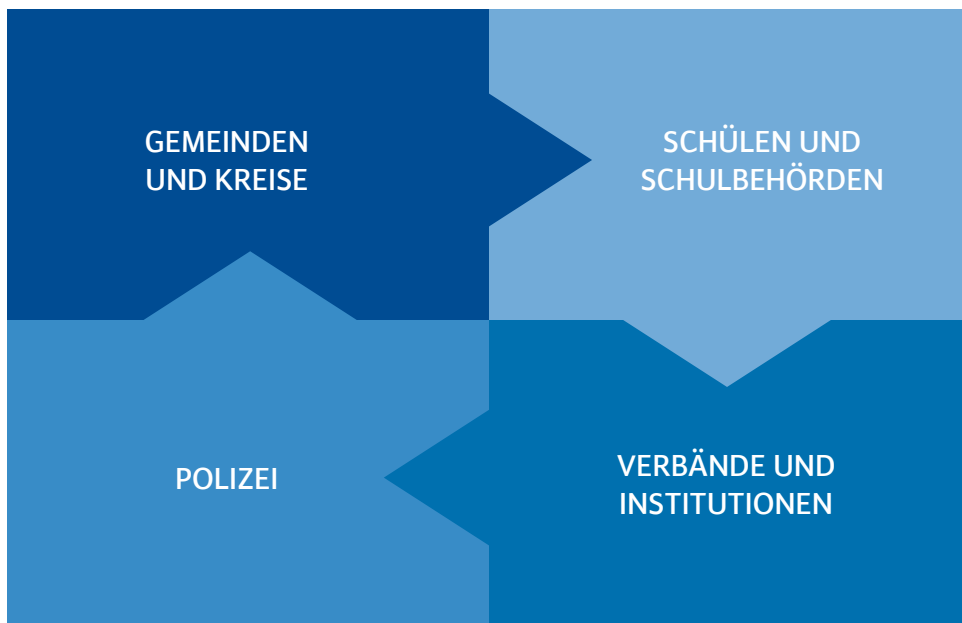 GEMEINDEN
UND KREISE
SCHÜLEN UND
SCHULBEHÖRDEN
POLIZEI
VERBÄNDE UND
INSTITUTIONEN